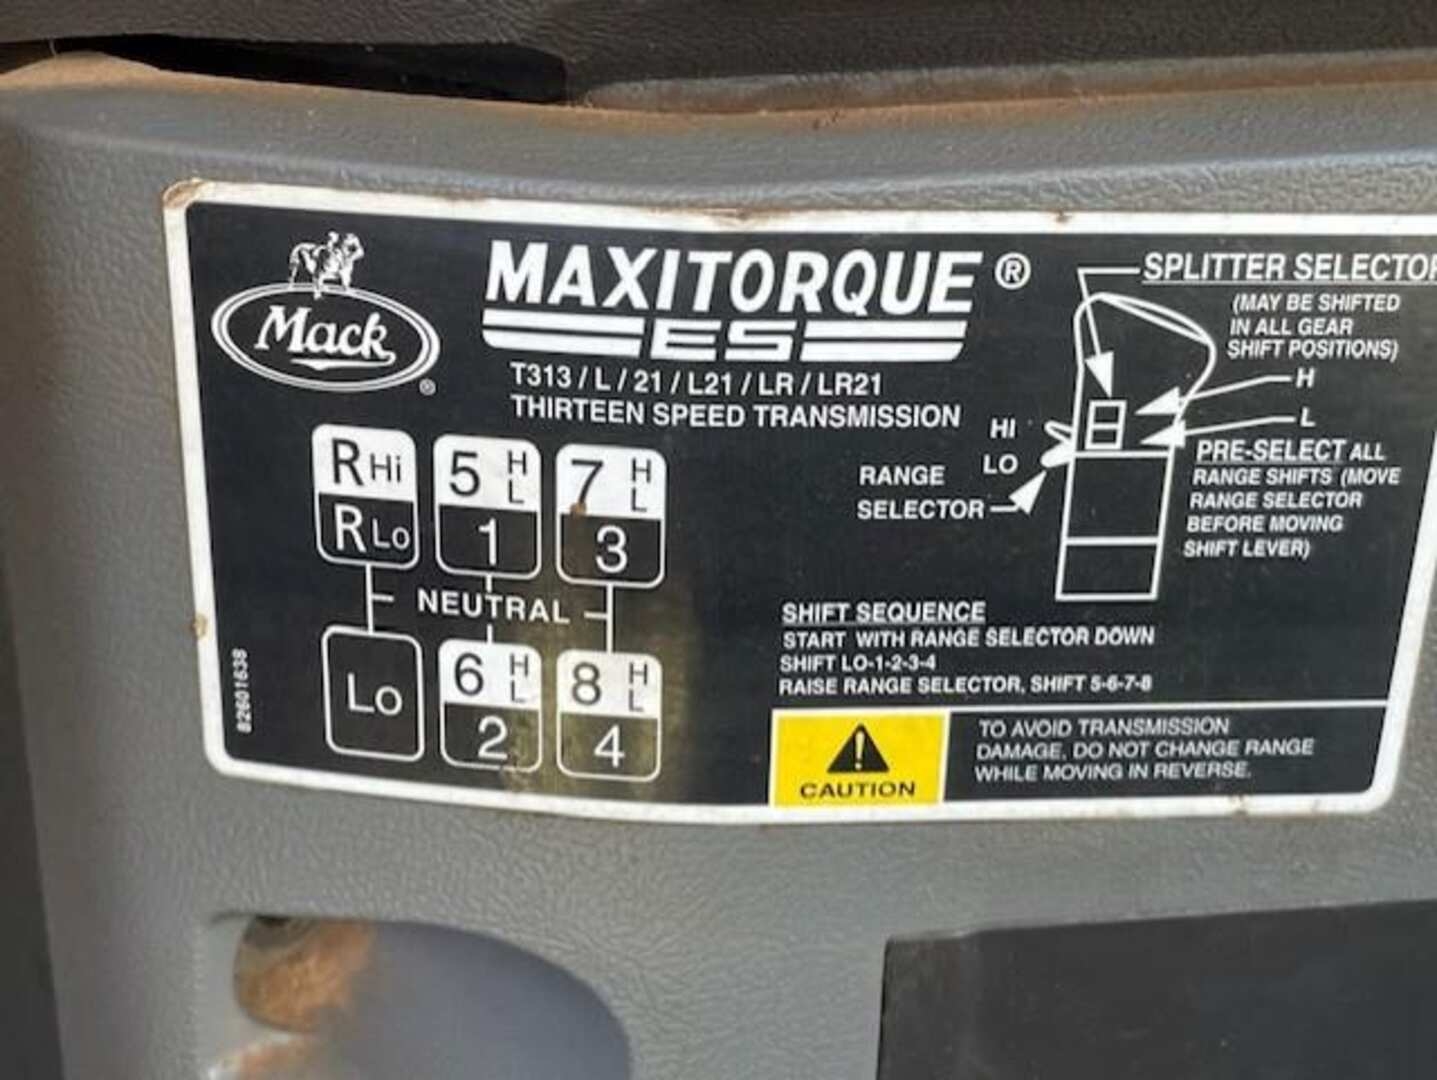 Mack ®
MAXITORQUE ®
ES
T313 / L / 21 / L21 / LR / LR21
THIRTEEN SPEED TRANSMISSION
R Hi
R Lo
5 H L
1
7 H L
3
NEUTRAL
Lo
6 H L
2
8 H L
4
82601638
SPLITTER SELECTOR
(MAY BE SHIFTED
IN ALL GEAR
SHIFT POSITIONS)
H
L
HI
LO
RANGE
SELECTOR
PRE-SELECT ALL
RANGE SHIFTS (MOVE
RANGE SELECTOR
BEFORE MOVING
SHIFT LEVER)
SHIFT SEQUENCE
START WITH RANGE SELECTOR DOWN
SHIFT LO-1-2-3-4
RAISE RANGE SELECTOR, SHIFT 5-6-7-8
CAUTION
TO AVOID TRANSMISSION
DAMAGE, DO NOT CHANGE RANGE
WHILE MOVING IN REVERSE.